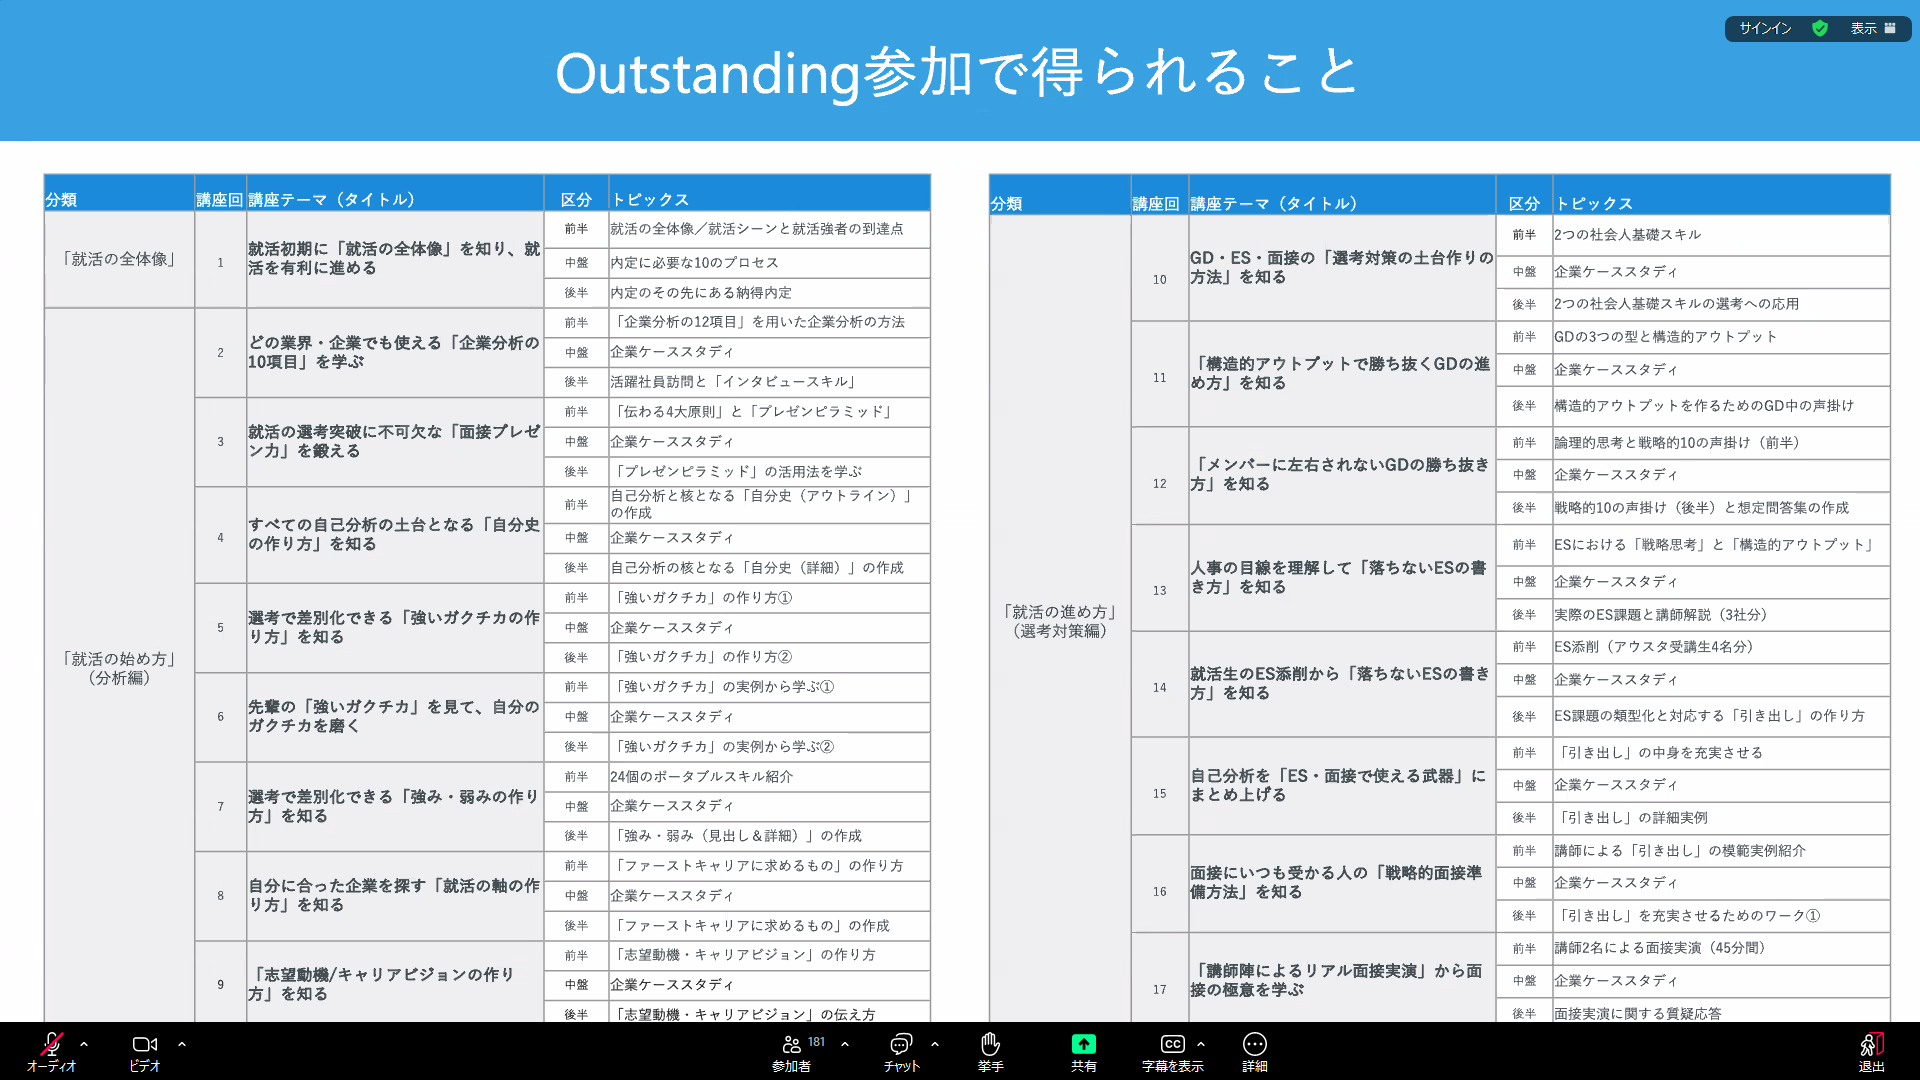 サインイン
表示
Outstanding参加で得られること
分類 講座回 講座テーマ（タイトル） 区分 トピックス
「就活の全体像」
1
就活初期に「就活の全体像」を知り、就
活を有利に進める
前半 就活の全体像／就活シーンと就活強者の到達点
中盤 内定に必要な10のプロセス
後半 内定のその先にある納得内定
「就活の始め方」
（分析編）
2
どの業界・企業でも使える「企業分析の
10項目」を学ぶ
前半 「企業分析の12項目」を用いた企業分析の方法
中盤 企業ケーススタディ
後半 活躍社員訪問と「インタビュースキル」
3
就活の選考突破に不可欠な「面接プレゼ
ン力」を鍛える
前半 「伝わる4大原則」と「プレゼンピラミッド」
中盤 企業ケーススタディ
後半 「プレゼンピラミッド」の活用法を学ぶ
4
すべての自己分析の土台となる「自分史
の作り方」を知る
前半 自己分析と核となる「自分史（アウトライン）」
の作成
中盤 企業ケーススタディ
後半 自己分析の核となる「自分史（詳細）」の作成
5
選考で差別化できる「強いガクチカの作
り方」を知る
前半 「強いガクチカ」の作り方①
中盤 企業ケーススタディ
後半 「強いガクチカ」の作り方②
6
先輩の「強いガクチカ」を見て、自分の
ガクチカを磨く
前半 「強いガクチカ」の実例から学ぶ①
中盤 企業ケーススタディ
後半 「強いガクチカ」の実例から学ぶ②
7
選考で差別化できる「強み・弱みの作り
方」を知る
前半 24個のポータブルスキル紹介
中盤 企業ケーススタディ
後半 「強み・弱み（見出し＆詳細）」の作成
8
自分に合った企業を探す「就活の軸の作
り方」を知る
前半 「ファーストキャリアに求めるもの」の作り方
中盤 企業ケーススタディ
後半 「ファーストキャリアに求めるもの」の作成
9
「志望動機/キャリアビジョンの作り
方」を知る
前半 「志望動機・キャリアビジョン」の作り方
中盤 企業ケーススタディ
後半 「志望動機・キャリアビジョン」の伝え方
分類 講座回 講座テーマ（タイトル） 区分 トピックス
「就活の進め方」
（選考対策編）
10
GD・ES・面接の「選考対策の土台作りの
方法」を知る
前半 2つの社会人基礎スキル
中盤 企業ケーススタディ
後半 2つの社会人基礎スキルの選考への応用
11
「構造的アウトプットで勝ち抜くGDの進
め方」を知る
前半 GDの3つの型と構造的アウトプット
中盤 企業ケーススタディ
後半 構造的アウトプットを作るためのGD中の声掛け
12
「メンバーに左右されないGDの勝ち抜き
方」を知る
前半 論理的思考と戦略的10の声掛け（前半）
中盤 企業ケーススタディ
後半 戦略的10の声掛け（後半）と想定問答集の作成
13
人事の目線を理解して「落ちないESの書
き方」を知る
前半 ESにおける「戦略思考」と「構造的アウトプット」
中盤 企業ケーススタディ
後半 実際のES課題と講師解説（3社分）
14
就活生のES添削から「落ちないESの書き
方」を知る
前半 ES添削（アウスタ受講生4名分）
中盤 企業ケーススタディ
後半 ES課題の類型化と対応する「引き出し」の作り方
15
自己分析を「ES・面接で使える武器」に
まとめ上げる
前半 「引き出し」の中身を充実させる
中盤 企業ケーススタディ
後半 「引き出し」の詳細実例
16
面接にいつも受かる人の「戦略的面接準
備方法」を知る
前半 講師による「引き出し」の模範実例紹介
中盤 企業ケーススタディ
後半 「引き出し」を充実させるためのワーク①
17
「講師陣によるリアル面接実演」から面
接の極意を学ぶ
前半 講師2名による面接実演（45分間）
中盤 企業ケーススタディ
後半 面接実演に関する質疑応答
オーディオ
ビデオ
181
参加者
チャット
挙手
共有
CC
字幕を表示
詳細
退出